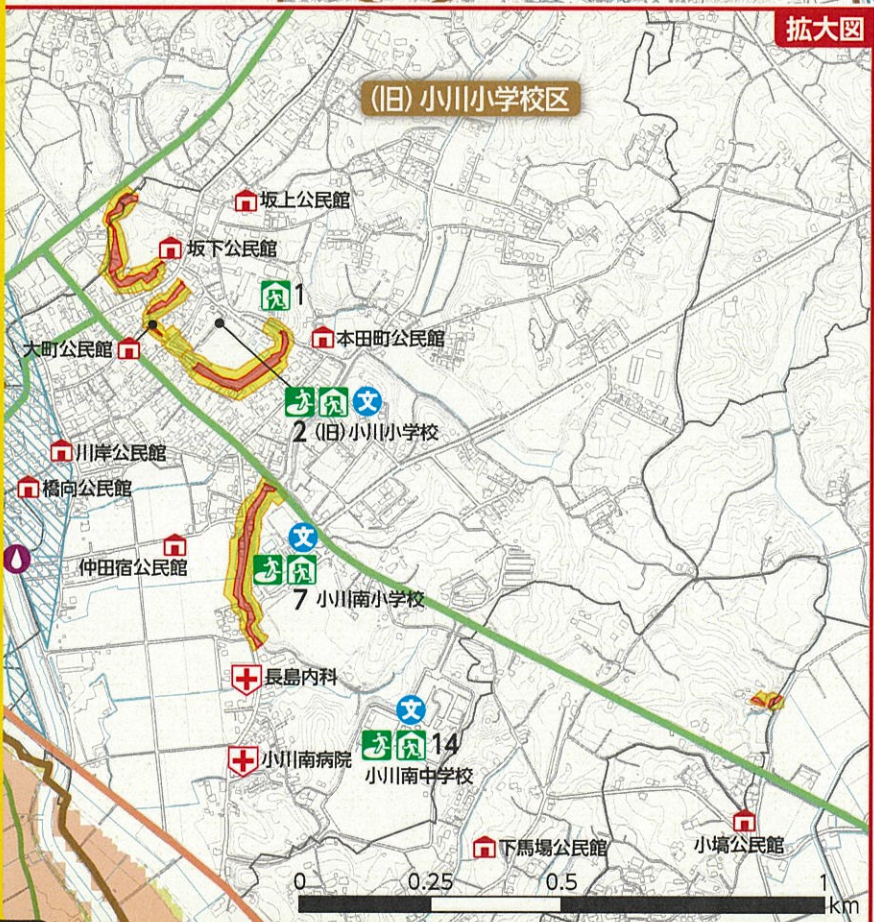 拡大図
(旧)小川小学校区
坂上公民館
坂下公民館
1
本田町公民館
大町公民館
文
2 (旧)小川小学校
川岸公民館
橋向公民館
文
仲田宿公民館
7 小川南小学校
長島内科
文
14
小川南病院
小川南中学校
下馬場公民館
小塙公民館
0 0.25 0.5 1
km